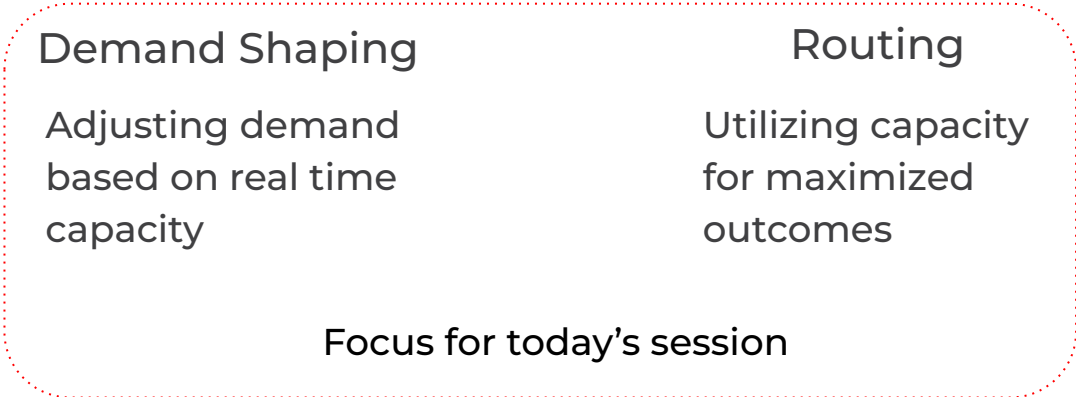 Demand Shaping
Adjusting demand
based on real time
capacity
Routing
Utilizing capacity
for maximized
outcomes
Focus for today’s session